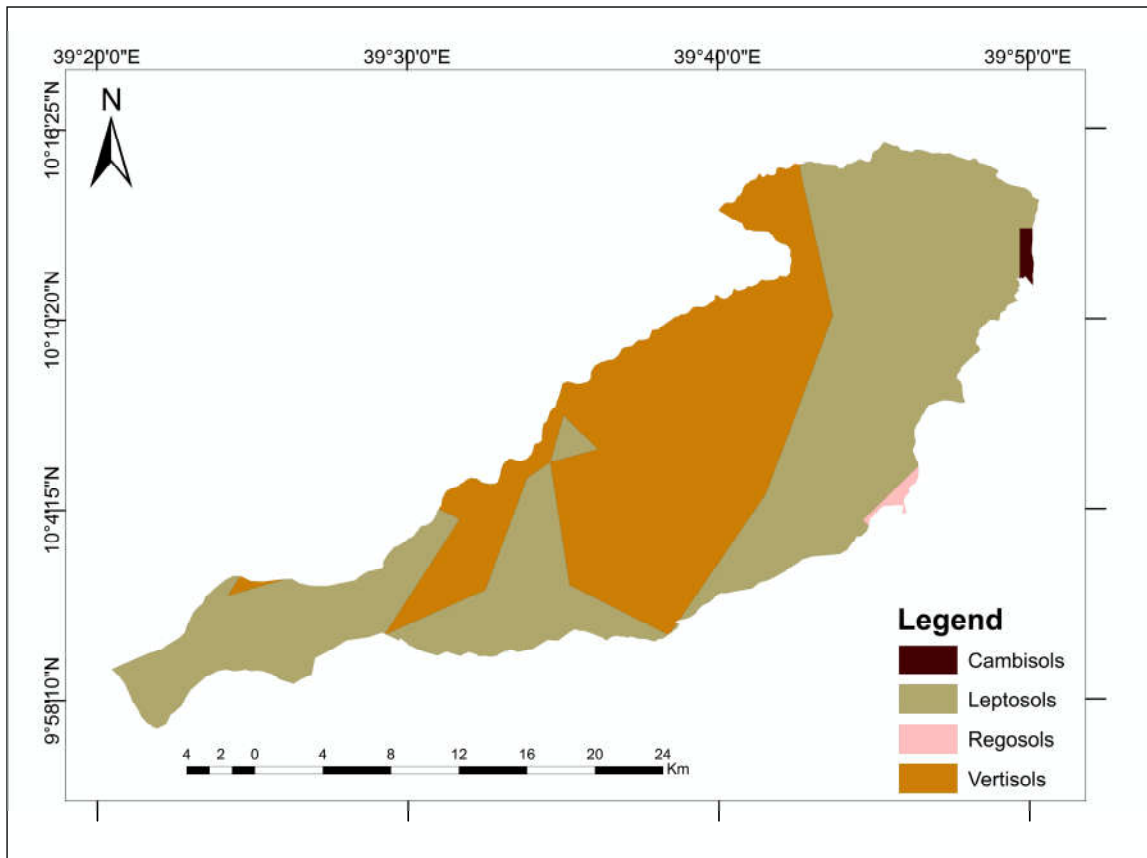 39°20'0"E 39°30'0"E 39°40'0"E 39°50'0"E
N
10°16'25"N
10°10'20"N
10°4'15"N
9°58'10"N
Legend
Cambisols
Leptosols
Regosols
Vertisols
4 2 0 4 8 12 16 20 24
Km